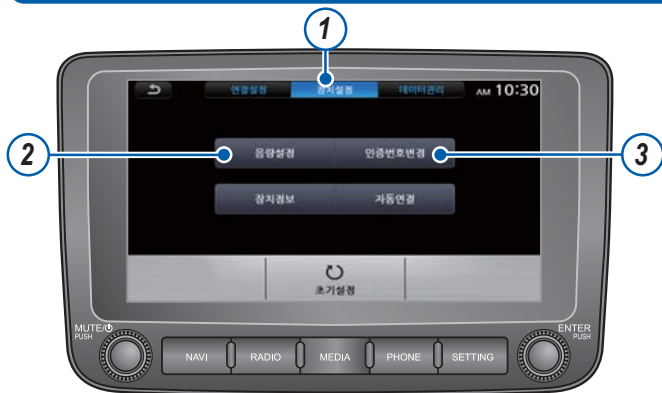 1
연결설정 장치설정 데이터관리 AM 10:30
2 음량설정 인증번호변경 3
장치정보 자동연결
초기설정
MUTE/⏻ ENTER
PUSH PUSH
NAVI RADIO MEDIA PHONE SETTING